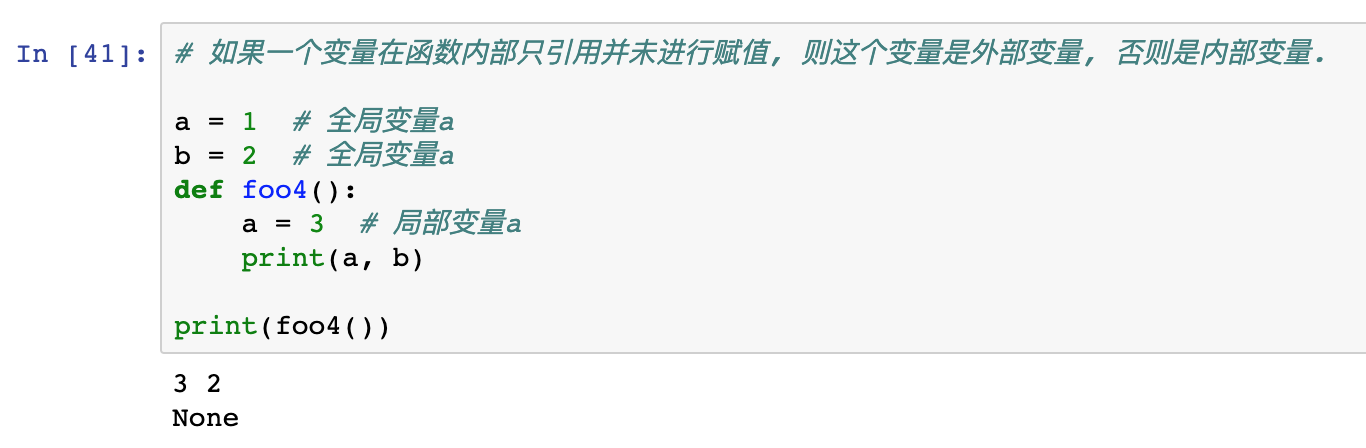 In [41]: # 如果一个变量在函数内部只引用并未进行赋值, 则这个变量是外部变量, 否则是内部变量.
a = 1  # 全局变量a
b = 2  # 全局变量a
def foo4():
    a = 3  # 局部变量a
    print(a, b)
print(foo4())
3 2
None